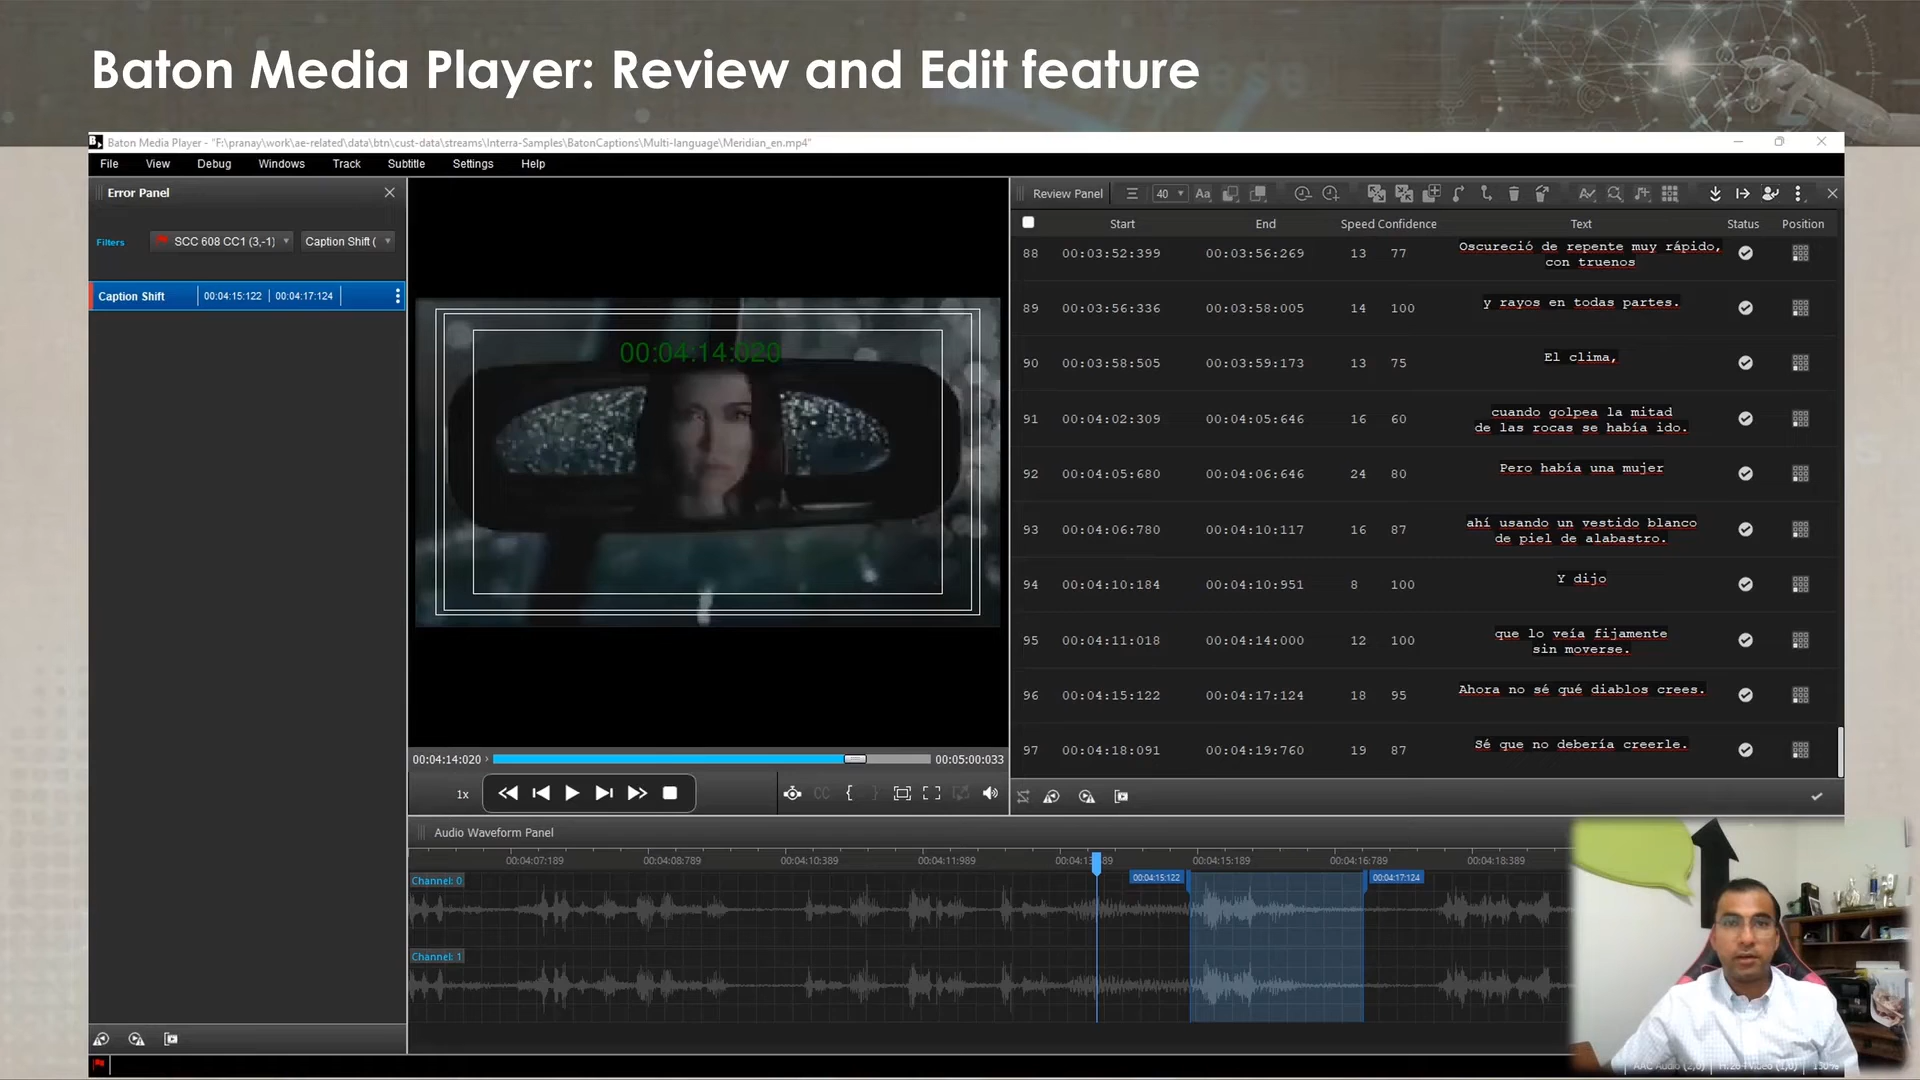 Baton Media Player: Review and Edit feature
Baton Media Player - "F:\pranay\work\ae-related\data\btn\cust-data\streams\Interra-Samples\BatonCaptions\Multi-language\Meridian_en.mp4"
File View Debug Windows Track Subtitle Settings Help
Error Panel
Filters SCC 608 CC1 (3,-1) Caption Shift (
Caption Shift 00:04:15:122 00:04:17:124
00:04:14:020
00:04:14:020 00:05:00:033
1x
CC
Review Panel 40 Aa
Start End Speed Confidence Text Status Position
88 00:03:52:399 00:03:56:269 13 77 Oscureció de repente muy rápido,
con truenos
89 00:03:56:336 00:03:58:005 14 100 y rayos en todas partes.
90 00:03:58:505 00:03:59:173 13 75 El clima,
91 00:04:02:309 00:04:05:646 16 60 cuando golpea la mitad
de las rocas se había ido.
92 00:04:05:680 00:04:06:646 24 80 Pero había una mujer
93 00:04:06:780 00:04:10:117 16 87 ahí usando un vestido blanco
de piel de alabastro.
94 00:04:10:184 00:04:10:951 8 100 Y dijo
95 00:04:11:018 00:04:14:000 12 100 que lo veía fijamente
sin moverse.
96 00:04:15:122 00:04:17:124 18 95 Ahora no sé qué diablos crees.
97 00:04:18:091 00:04:19:760 19 87 Sé que no debería creerle.
Audio Waveform Panel
00:04:07:189 00:04:08:789 00:04:10:389 00:04:11:989 00:04:13 89 00:04:15:189 00:04:16:789 00:04:18:389
Channel: 0 00:04:15:122 00:04:17:124
Channel: 1